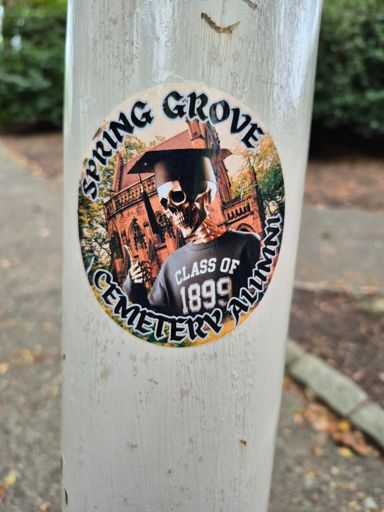 SPRING GROVE
CLASS OF
1899
CEMETERY ALUMNI